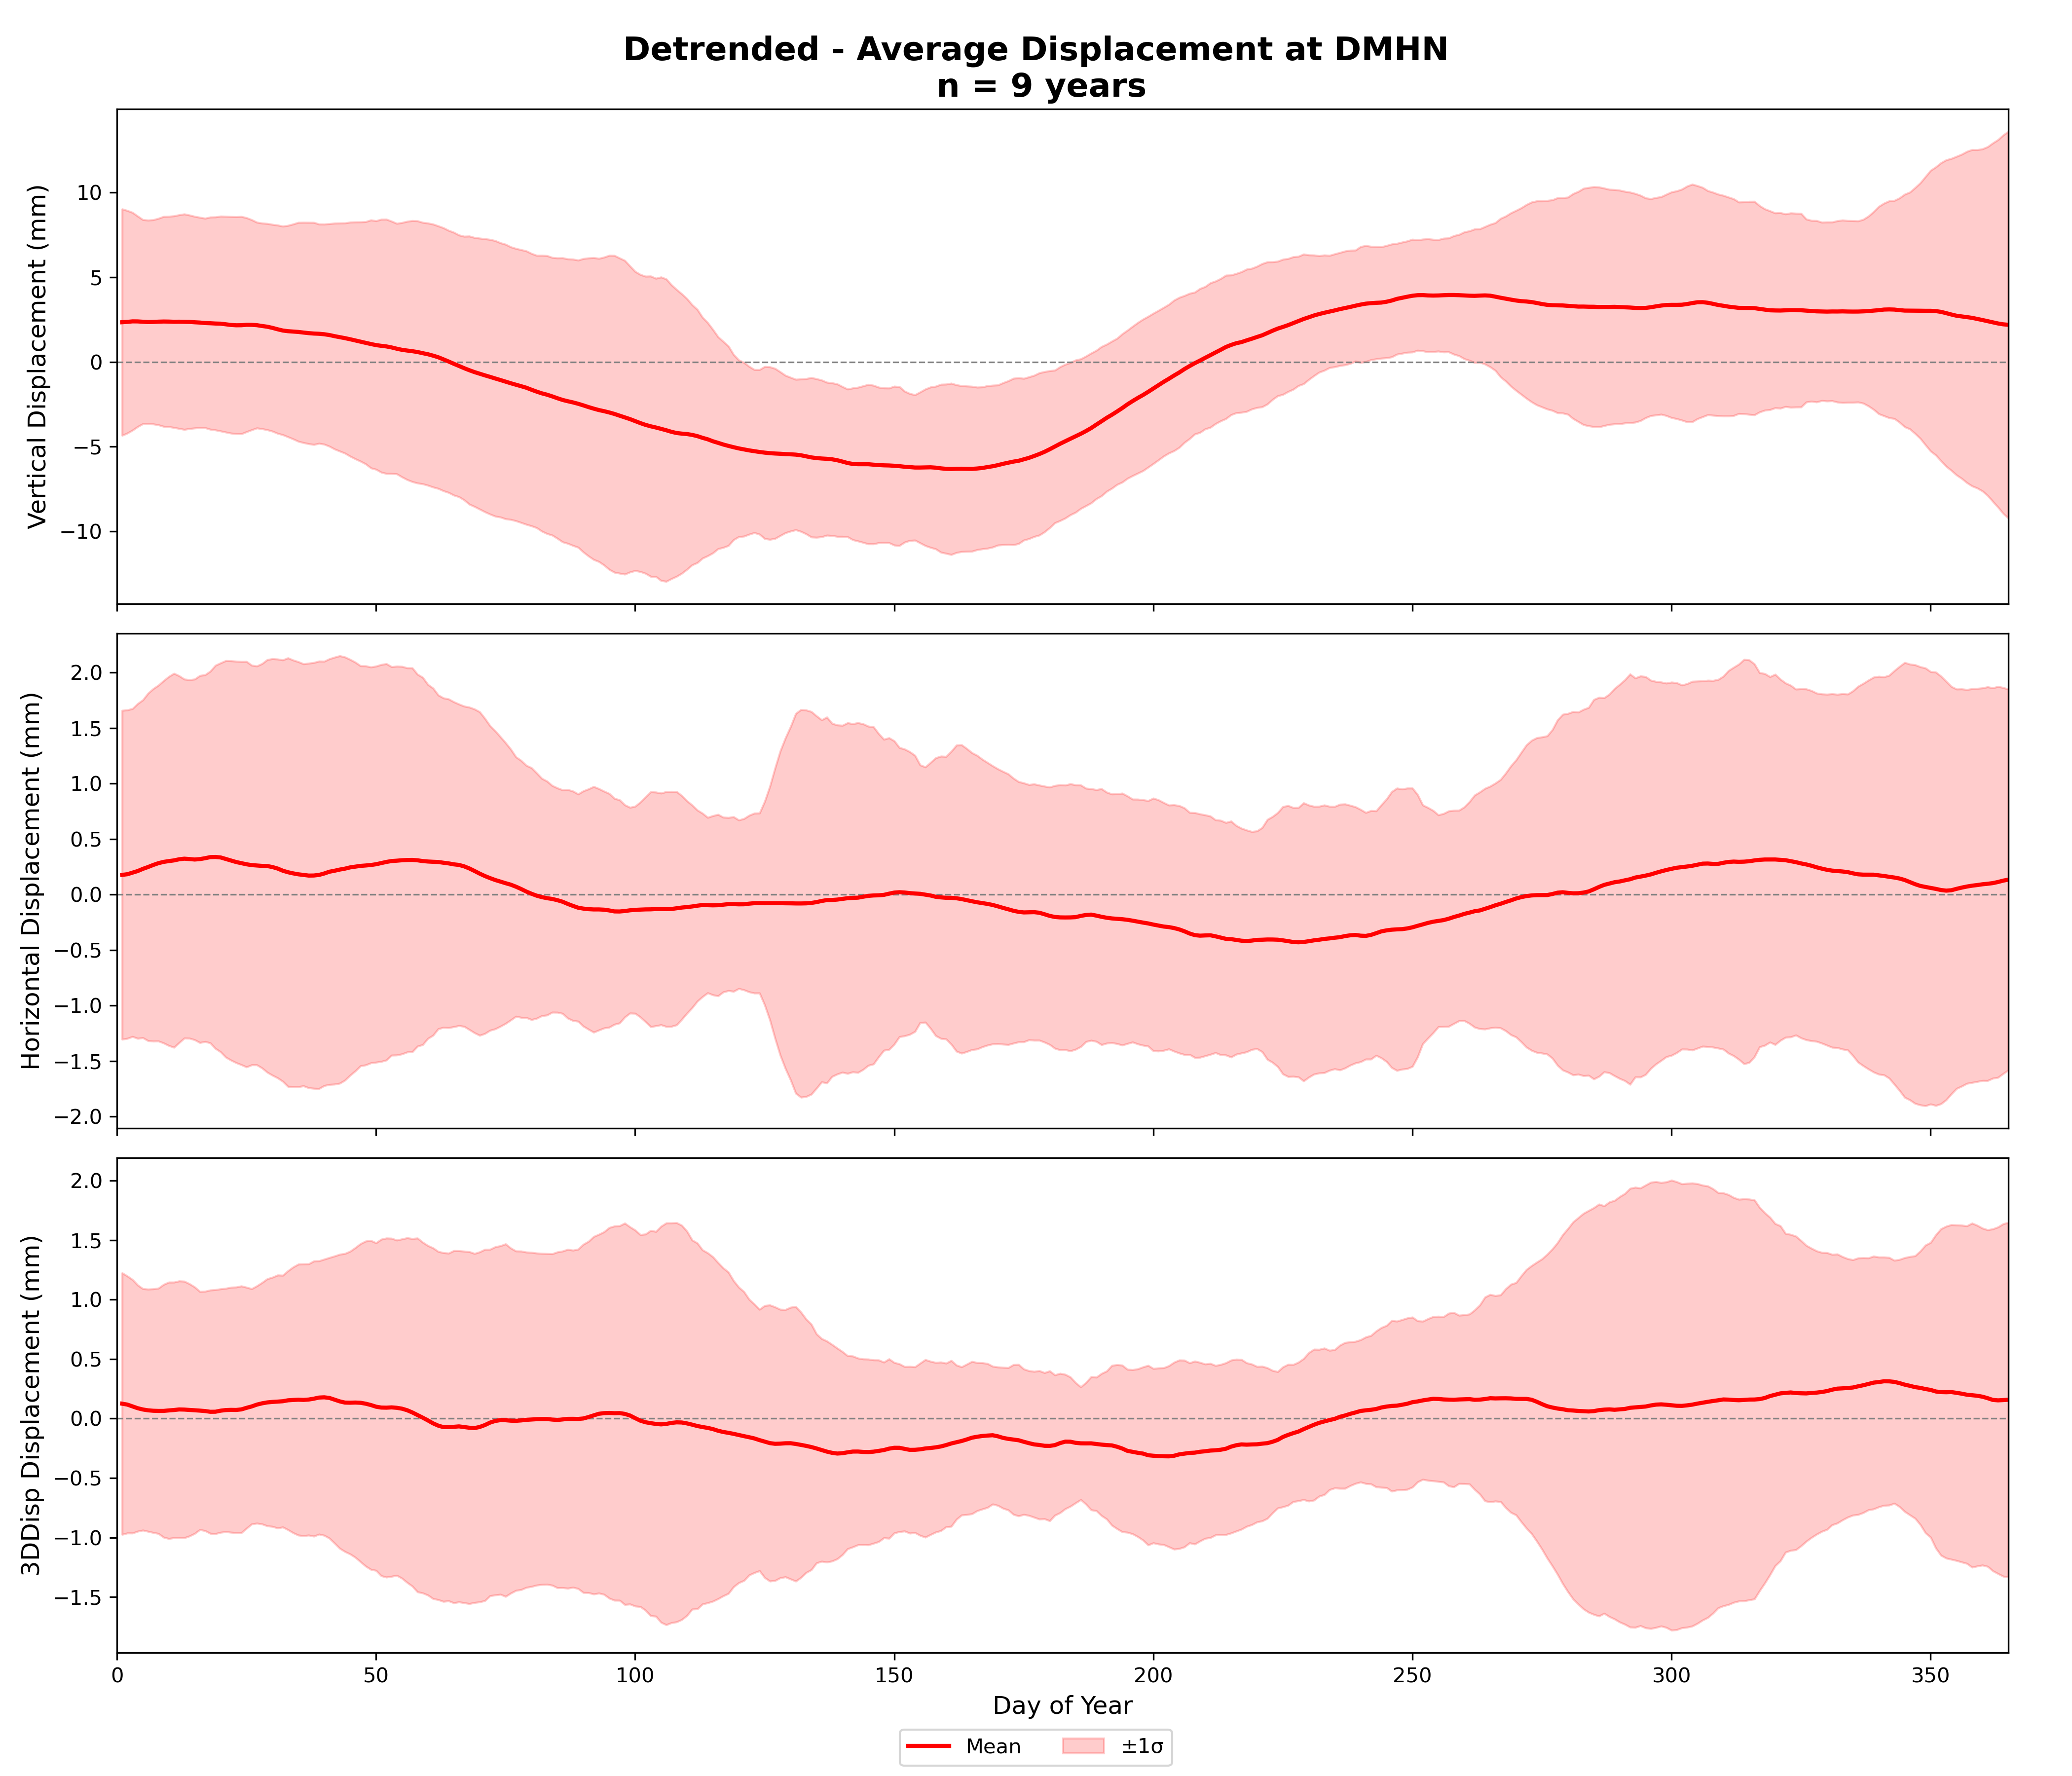 Detrended - Average Displacement at DMHN
n = 9 years
Vertical Displacement (mm)
10
5
0
−5
−10
Horizontal Displacement (mm)
2.0
1.5
1.0
0.5
0.0
−0.5
−1.0
−1.5
−2.0
3DDisp Displacement (mm)
2.0
1.5
1.0
0.5
0.0
−0.5
−1.0
−1.5
0 50 100 150 200 250 300 350
Day of Year
Mean ±1σ